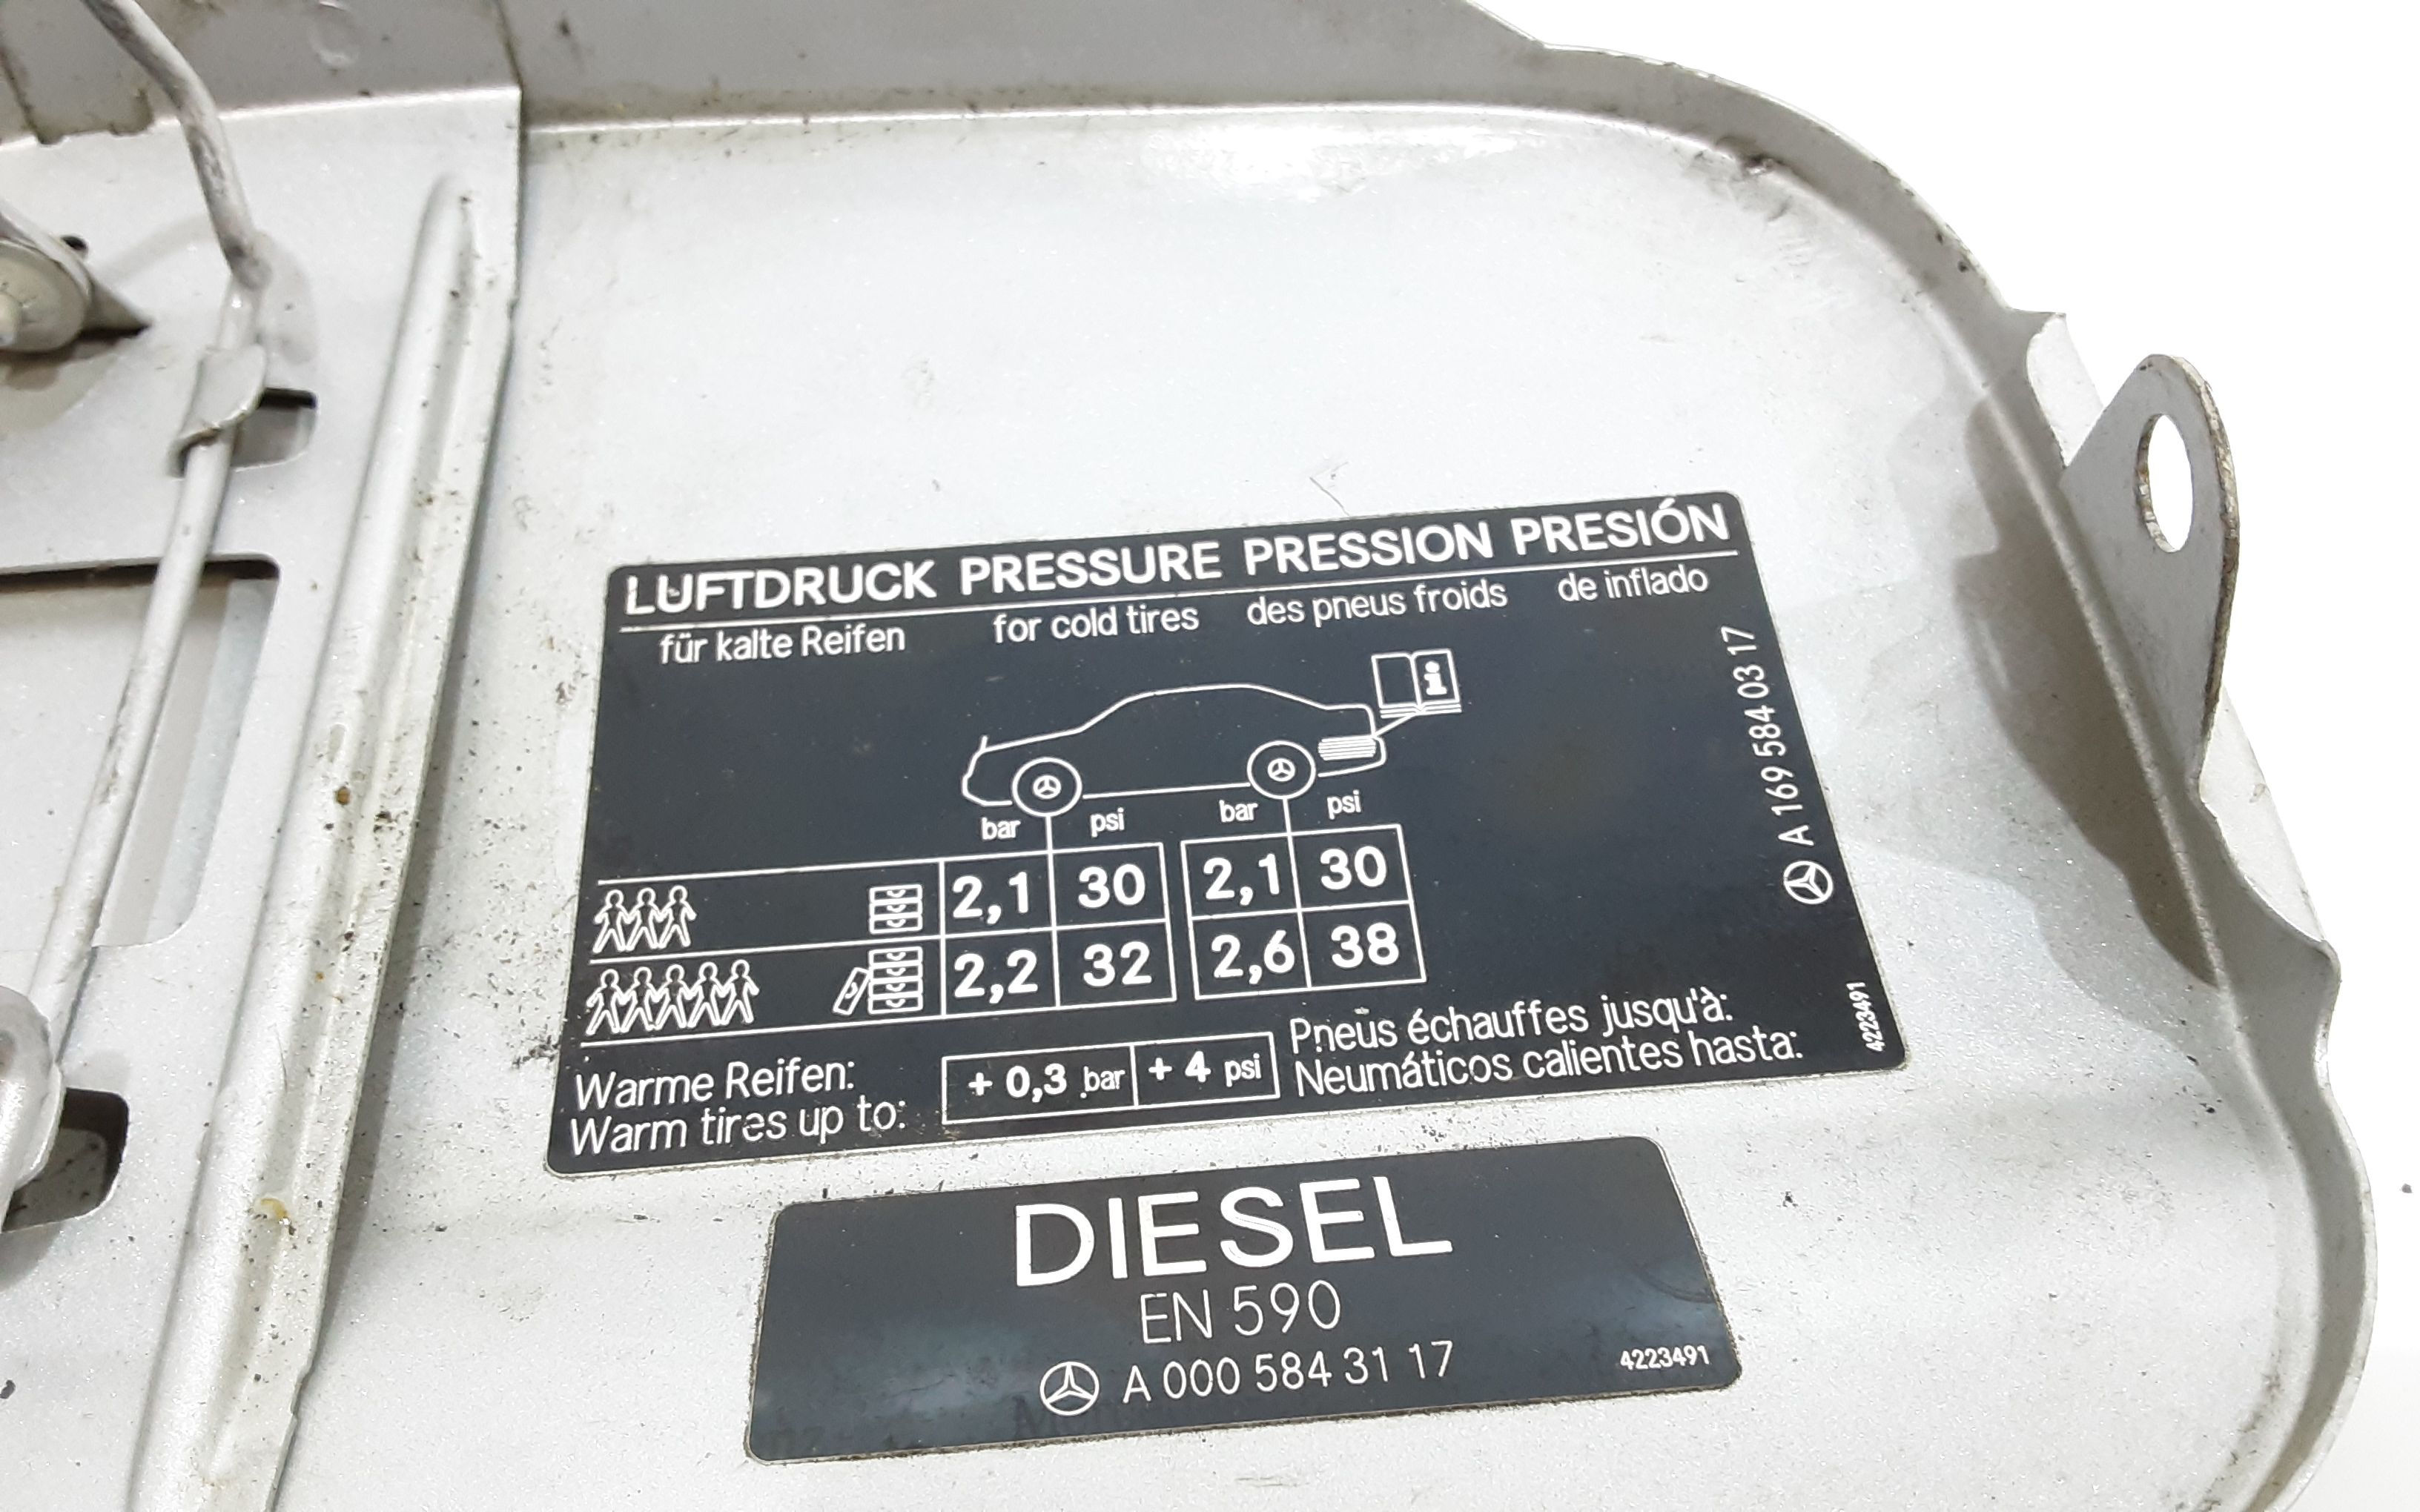 LUFTDRUCK PRESSURE PRESSION PRESIÓN
für kalte Reifen for cold tires des pneus froids de inflado
i
bar psi bar psi
2,1 30 2,1 30
2,2 32 2,6 38
Warme Reifen:
Warm tires up to:
+ 0,3 bar + 4 psi
Pneus échauffes jusqu'à:
Neumáticos calientes hasta:
A 169 584 03 17
4223491
DIESEL
EN 590
A 000 584 31 17
4223491